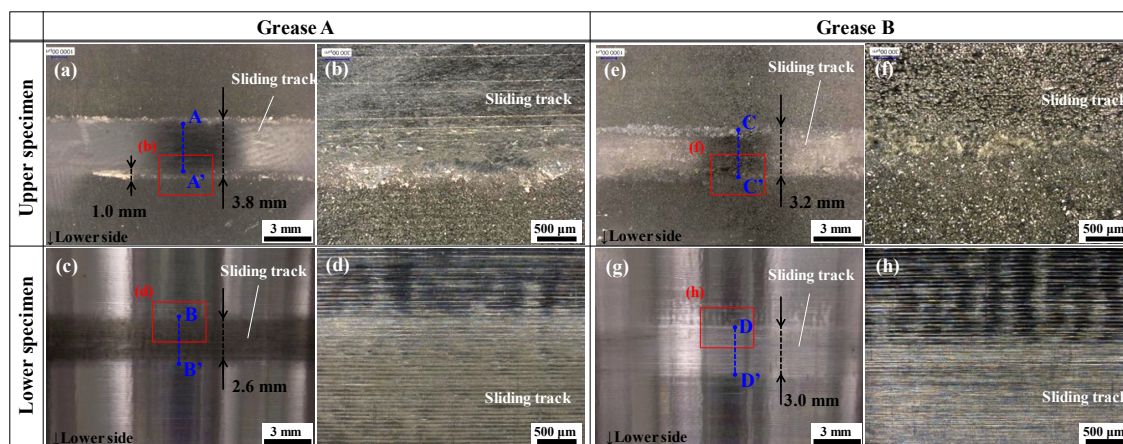 Grease A
Grease B
Upper specimen
(a)
Sliding track
A
(b)
A'
1.0 mm
3.8 mm
↓Lower side
3 mm
(b)
Sliding track
500 μm
(e)
Sliding track
C
(f)
C'
3.2 mm
↓Lower side
3 mm
(f)
Sliding track
500 μm
Lower specimen
(c)
Sliding track
(d)
B
B'
2.6 mm
↓Lower side
3 mm
(d)
Sliding track
500 μm
(g)
Sliding track
(h)
D
D'
3.0 mm
↓Lower side
3 mm
(h)
Sliding track
500 μm